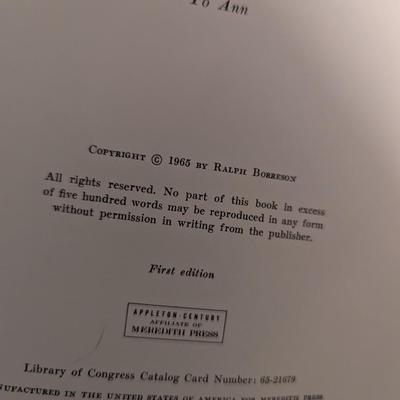 To Ann
COPYRIGHT © 1965 BY RALPH BORRESON
All rights reserved. No part of this book in excess
of five hundred words may be reproduced in any form
without permission in writing from the publisher.
First edition
APPLETON-CENTURY
AFFILIATE OF
MEREDITH PRESS
Library of Congress Catalog Card Number: 65-21679
IN THE UNITED STATES OF AMERICA FOR MEREDITH PRESS